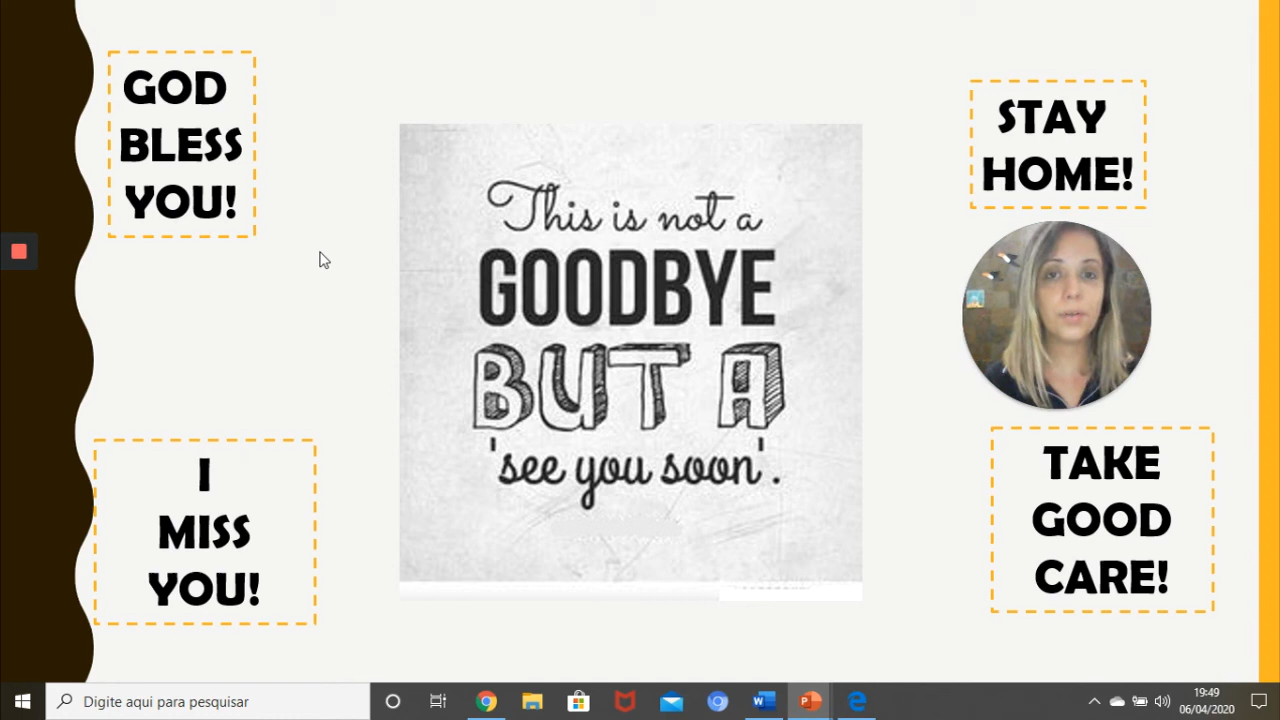 GOD
BLESS
YOU!
STAY
HOME!
This is not a
GOODBYE
BUT A
'see you soon'.
I
MISS
YOU!
TAKE
GOOD
CARE!
Digite aqui para pesquisar
19:49
06/04/2020